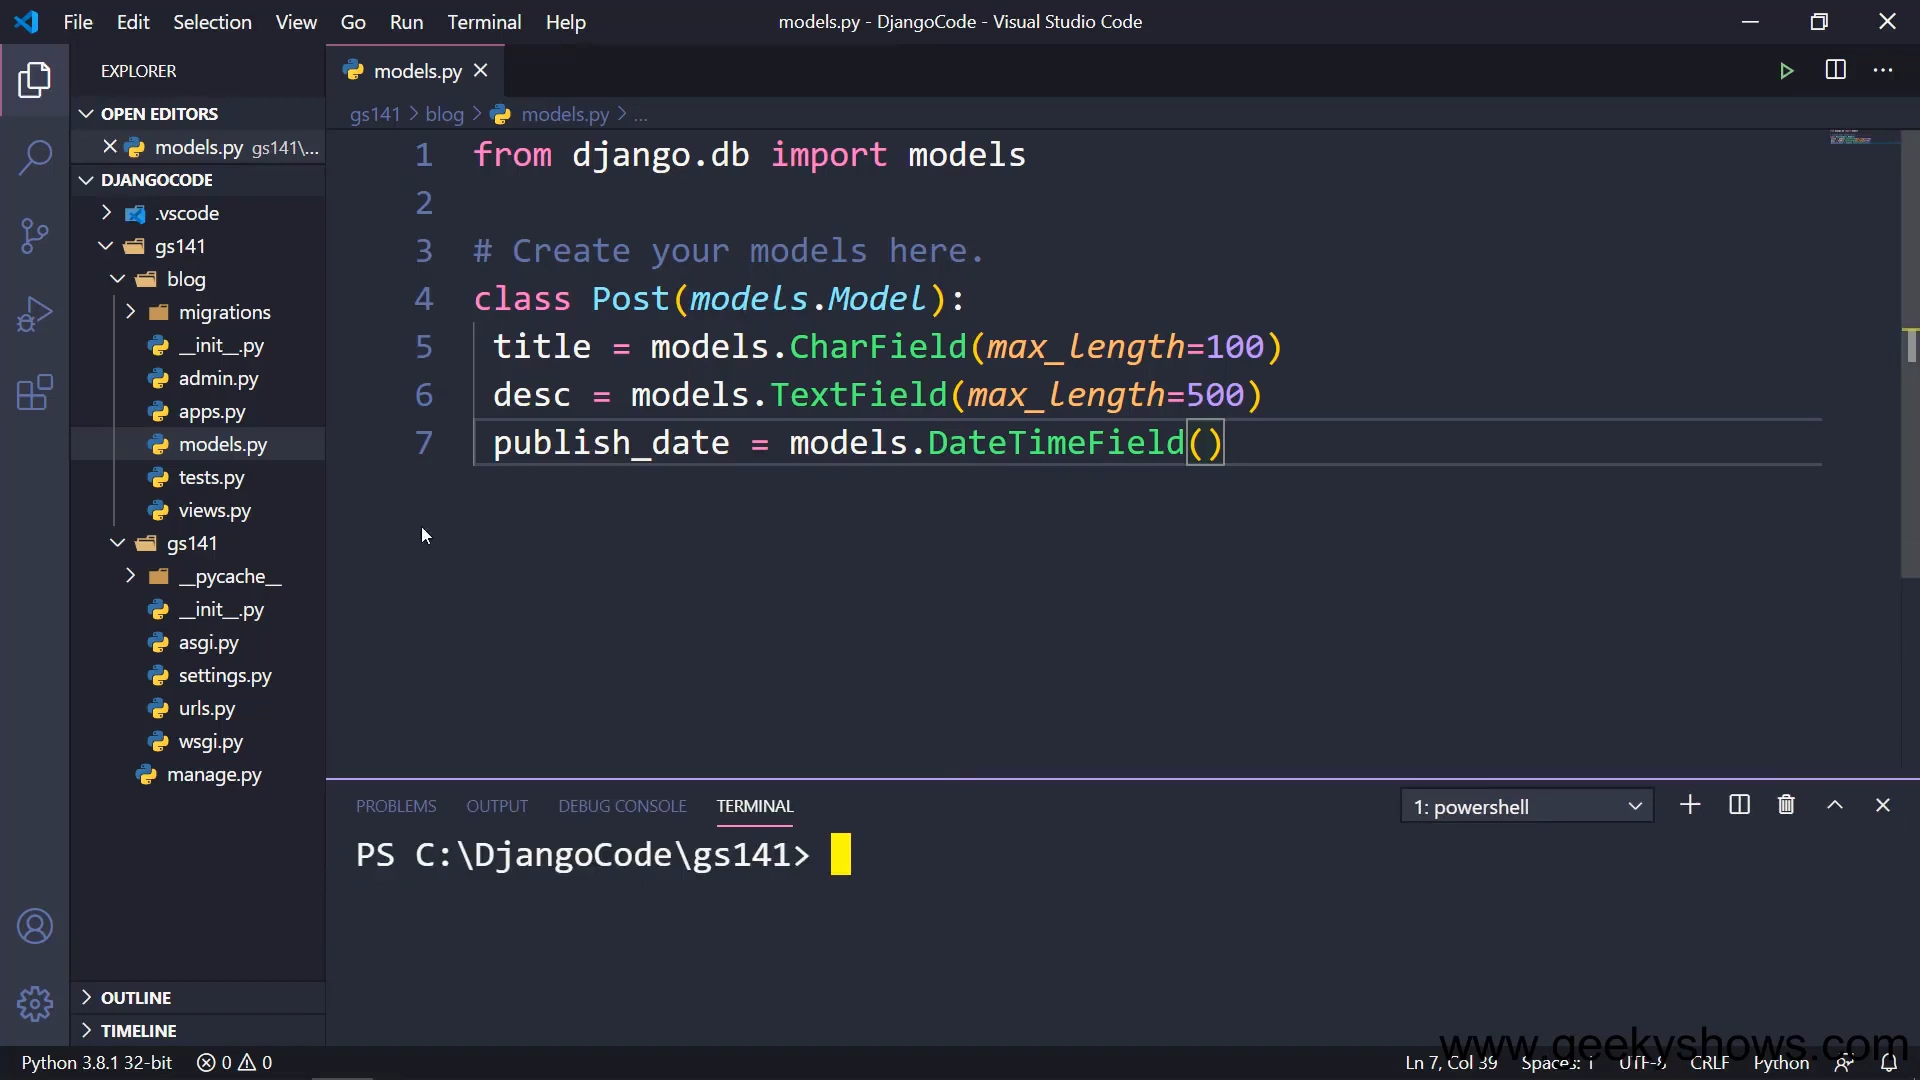 File Edit Selection View Go Run Terminal Help models.py - DjangoCode - Visual Studio Code
EXPLORER
OPEN EDITORS
models.py gs141\...
DJANGOCODE
.vscode
gs141
blog
migrations
__init__.py
admin.py
apps.py
models.py
tests.py
views.py
gs141
__pycache__
__init__.py
asgi.py
settings.py
urls.py
wsgi.py
manage.py
OUTLINE
TIMELINE
models.py
gs141 > blog > models.py > ...
1 from django.db import models
2
3 # Create your models here.
4 class Post(models.Model):
5 title = models.CharField(max_length=100)
6 desc = models.TextField(max_length=500)
7 publish_date = models.DateTimeField()
PROBLEMS OUTPUT DEBUG CONSOLE TERMINAL 1: powershell
PS C:\DjangoCode\gs141>
www.geekyshows.com
Python 3.8.1 32-bit 0 0 Ln 7, Col 39 Spaces: 1 UTF-8 CRLF Python